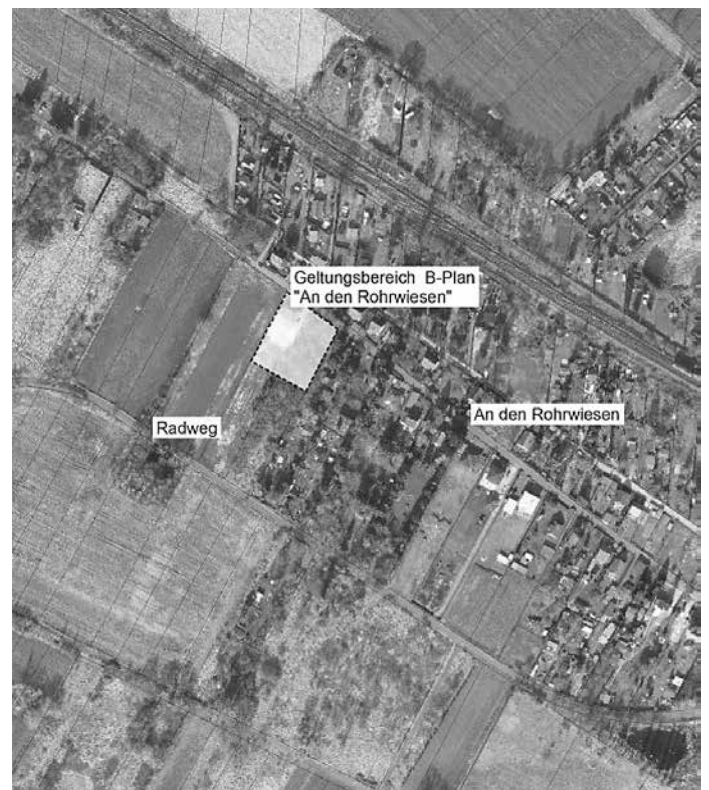 Geltungsbereich B-Plan
"An den Rohrwiesen"
An den Rohrwiesen
Radweg